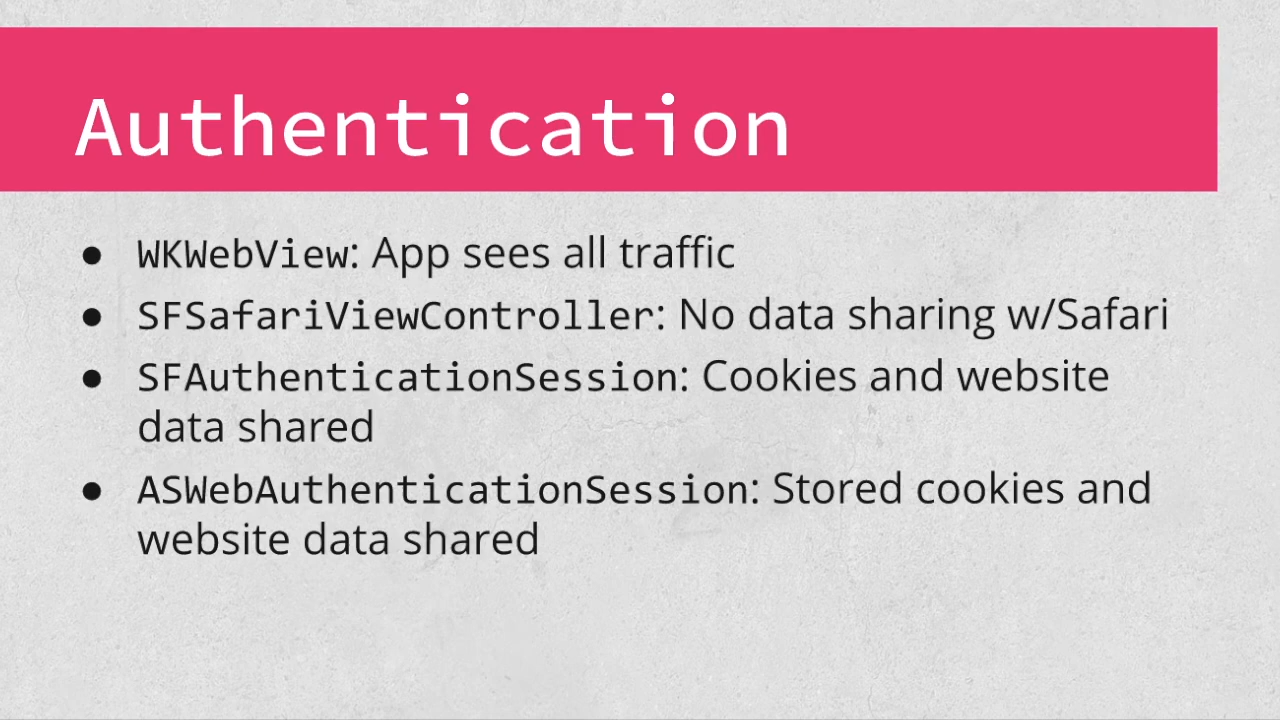 Authentication
● WKWebView: App sees all traffic
● SFSafariViewController: No data sharing w/Safari
● SFAuthenticationSession: Cookies and website
data shared
● ASWebAuthenticationSession: Stored cookies and
website data shared